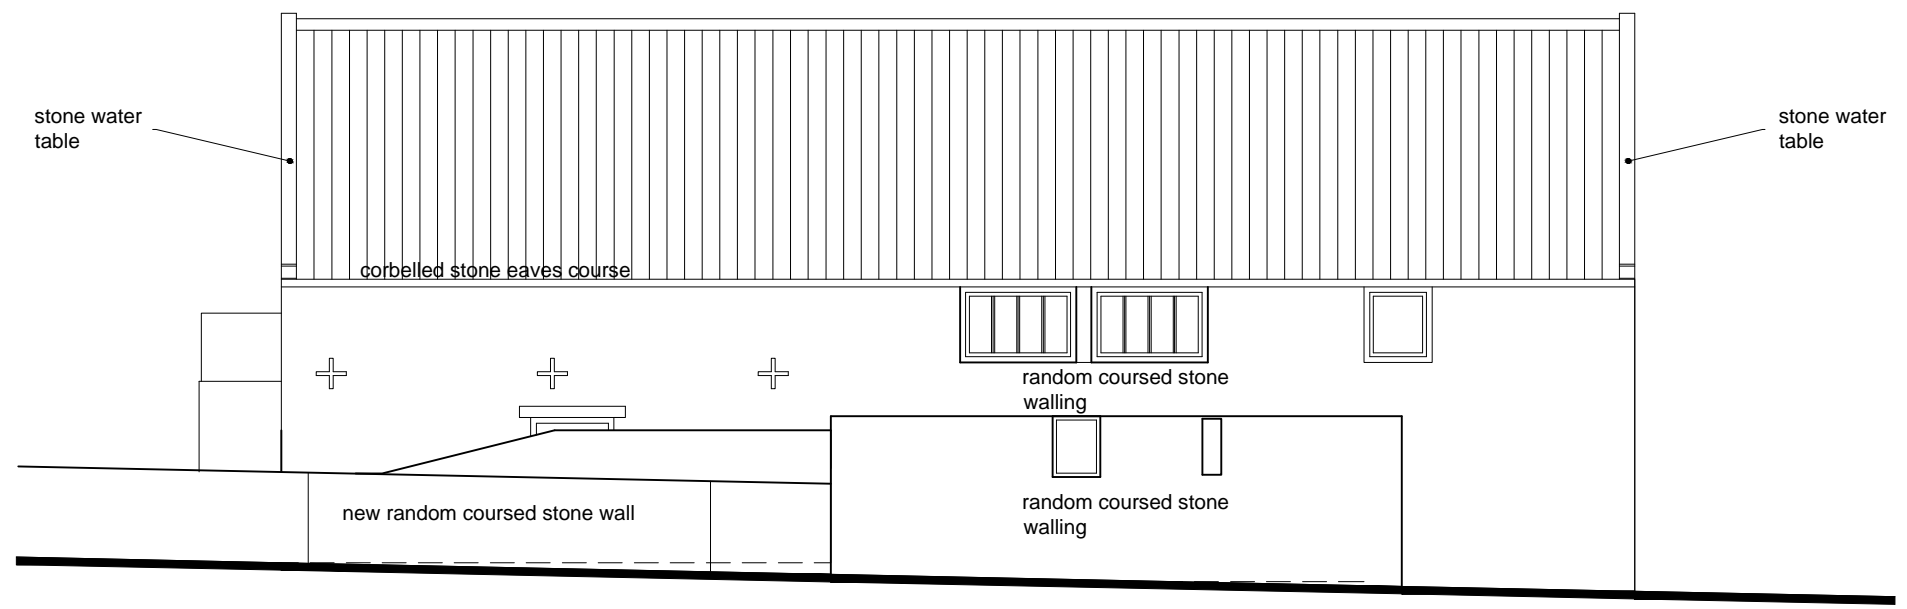 stone water
table
stone water
table
corbelled stone eaves course
random coursed stone
walling
new random coursed stone wall
random coursed stone
walling